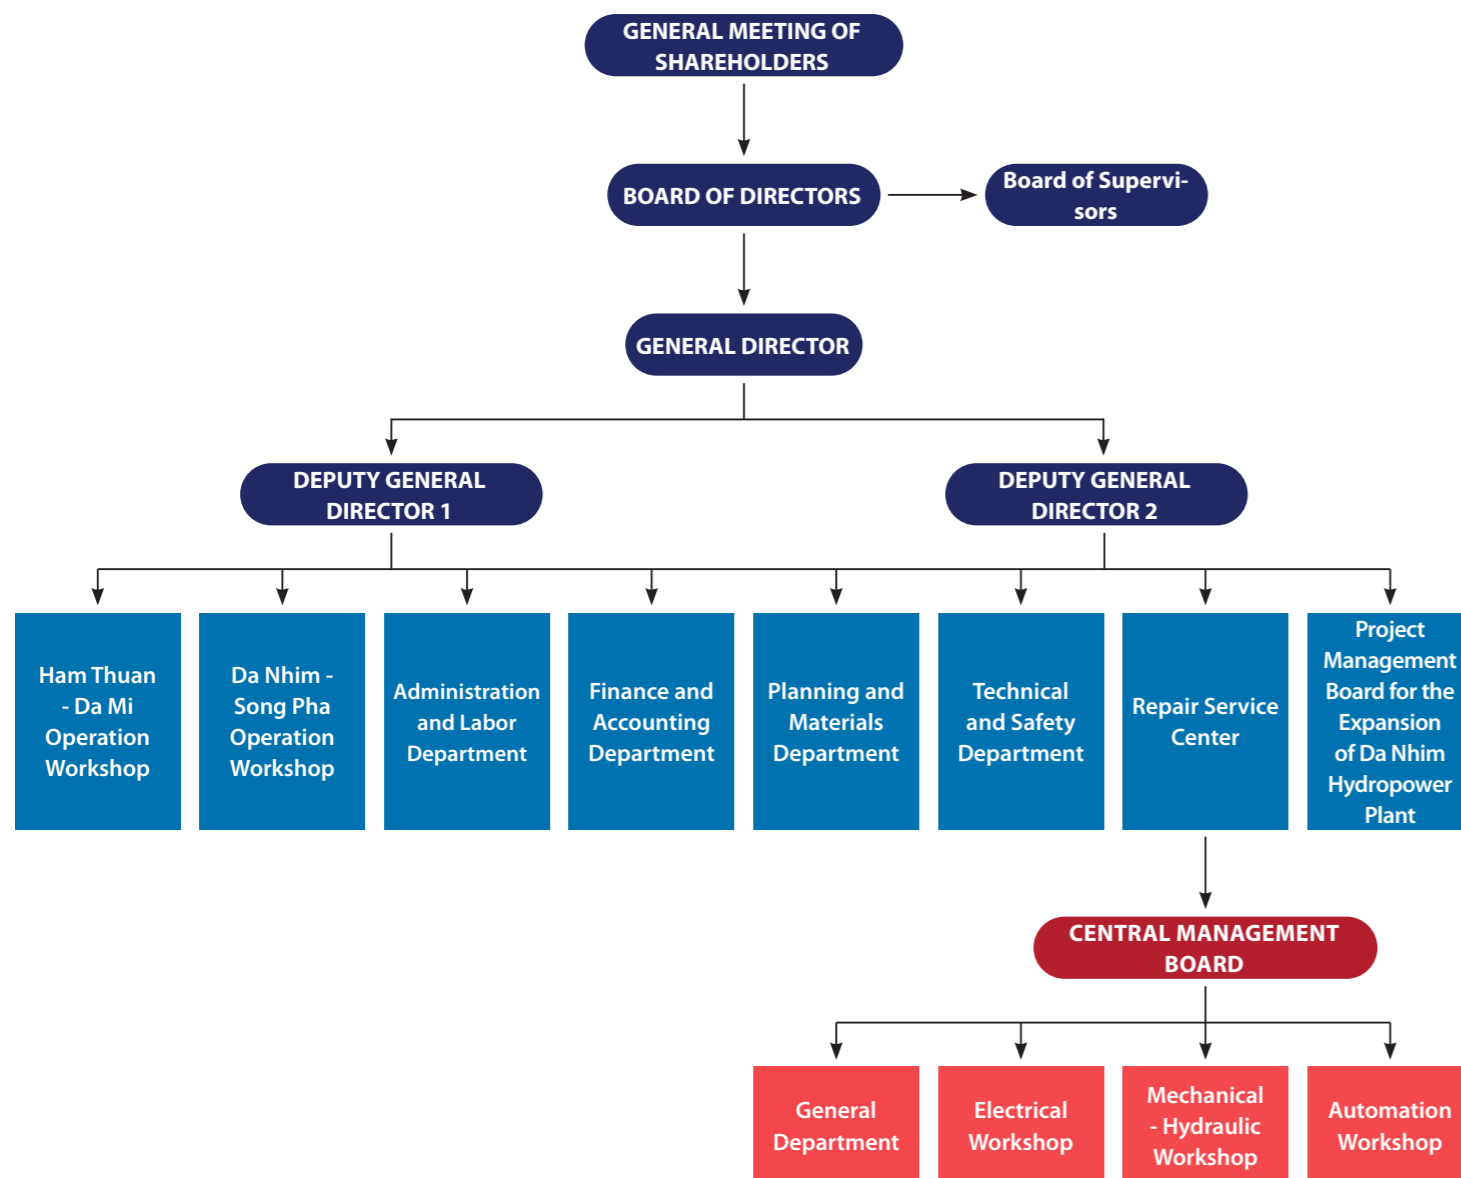 GENERAL MEETING OF
SHAREHOLDERS
BOARD OF DIRECTORS
Board of Supervi-
sors
GENERAL DIRECTOR
DEPUTY GENERAL
DIRECTOR 1
DEPUTY GENERAL
DIRECTOR 2
Ham Thuan
- Da Mi
Operation
Workshop
Da Nhim -
Song Pha
Operation
Workshop
Administration
and Labor
Department
Finance and
Accounting
Department
Planning and
Materials
Department
Technical
and Safety
Department
Repair Service
Center
Project
Management
Board for the
Expansion
of Da Nhim
Hydropower
Plant
CENTRAL MANAGEMENT
BOARD
General
Department
Electrical
Workshop
Mechanical
- Hydraulic
Workshop
Automation
Workshop